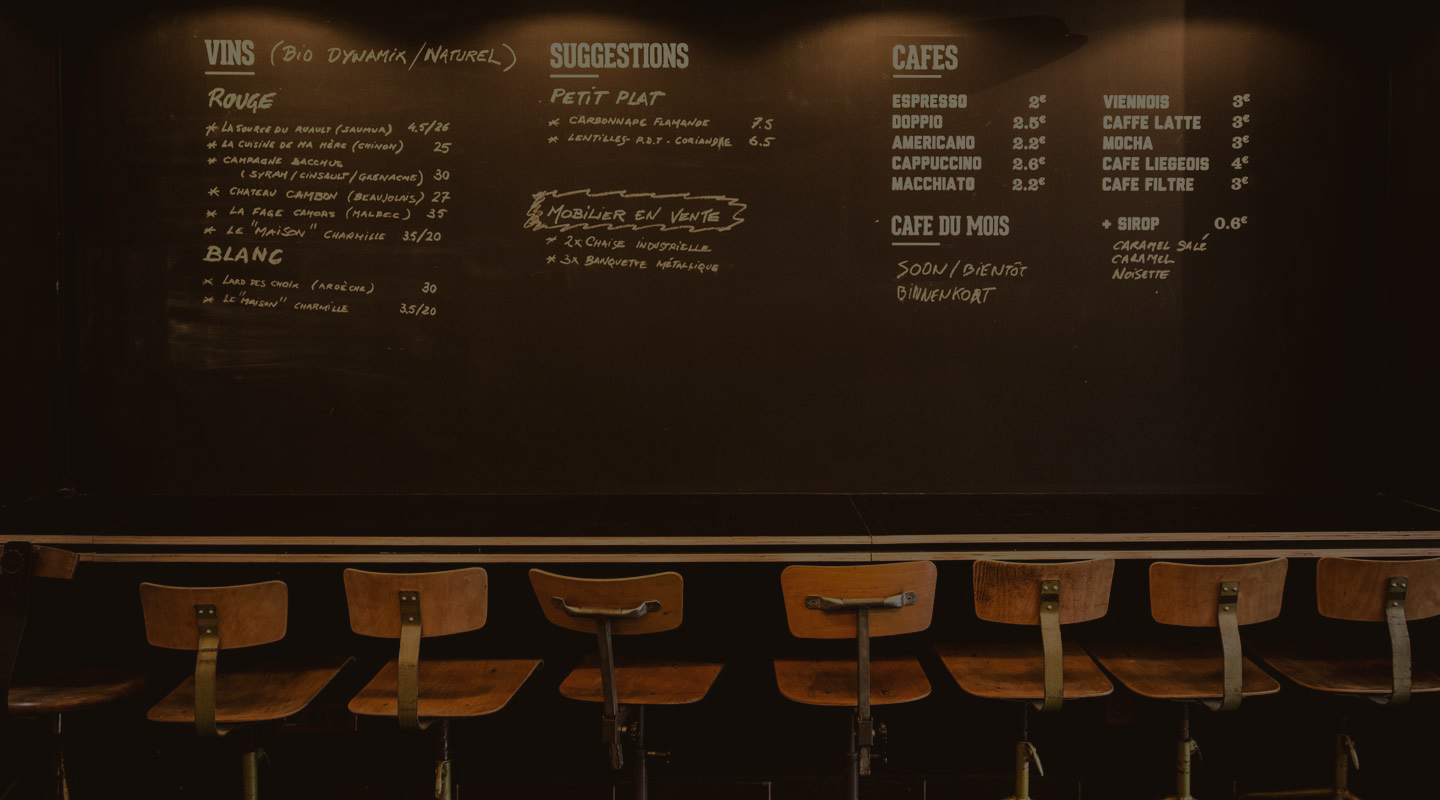 VINS (BIO DYNAMIX/NATUREL)
ROUGE
* LA SOURCE DU RUAULT (SAUMUR) 4.5/26
* LA CUISINE DE MA MÈRE (CHINON) 25
* CAMPAGNE BACCHUS
(SYRAH/CINSAULT/GRENACHE) 30
* CHATEAU CAMBON (BEAUJOLAIS) 27
* LA FAGE CAHORS (MALBEC) 35
* LE "MAISON" CHARMILLE 3.5/20
BLANC
* LARD DES CHOIX (ARDÈCHE) 30
* LE "MAISON" CHARMILLE 3.5/20
SUGGESTIONS
PETIT PLAT
* CARBONNADE FLAMANDE 7.5
* LENTILLES - P.D.T - CORIANDRE 6.5
MOBILIER EN VENTE
* 2x CHAISE INDUSTRIELLE
* 3x BANQUETTE MÉTALLIQUE
CAFES
ESPRESSO 2€
DOPPIO 2.5€
AMERICANO 2.2€
CAPPUCCINO 2.6€
MACCHIATO 2.2€
CAFE DU MOIS
SOON/BIENTÔT
BINNENKORT
VIENNOIS 3€
CAFFE LATTE 3€
MOCHA 3€
CAFE LIEGEOIS 4€
CAFE FILTRE 3€
+ SIROP 0.6€
CARAMEL SALÉ
CARAMEL
NOISETTE